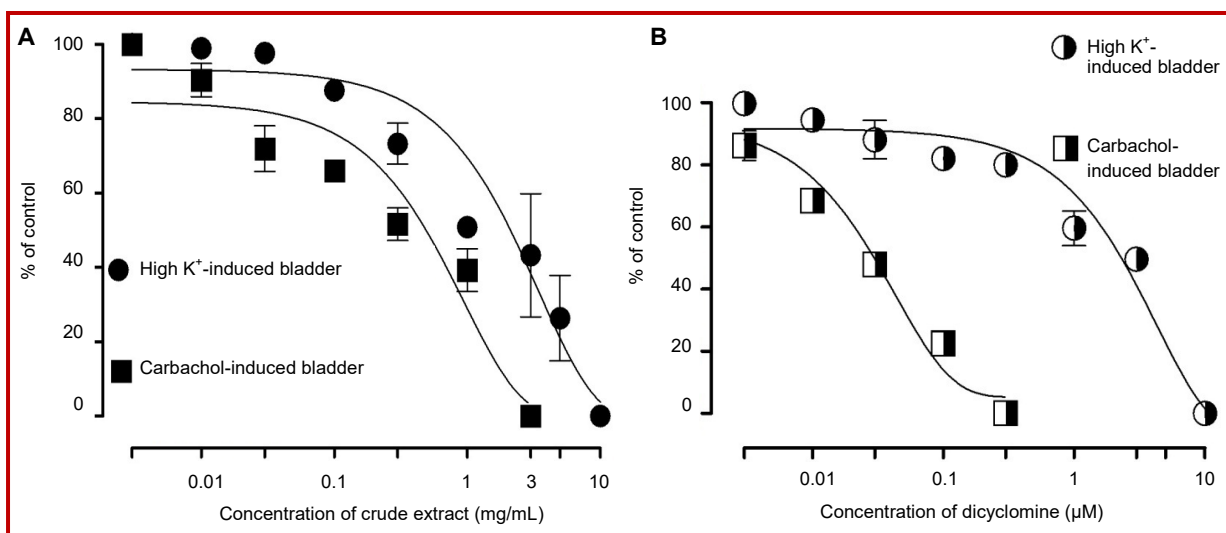 A
100
80
60
40
20
0
% of control
High K⁺-induced bladder
Carbachol-induced bladder
0.01
0.1
1
3
10
Concentration of crude extract (mg/mL)
B
High K⁺-
induced bladder
Carbachol-
induced bladder
100
80
60
40
20
0
% of control
0.01
0.1
1
10
Concentration of dicyclomine (µM)